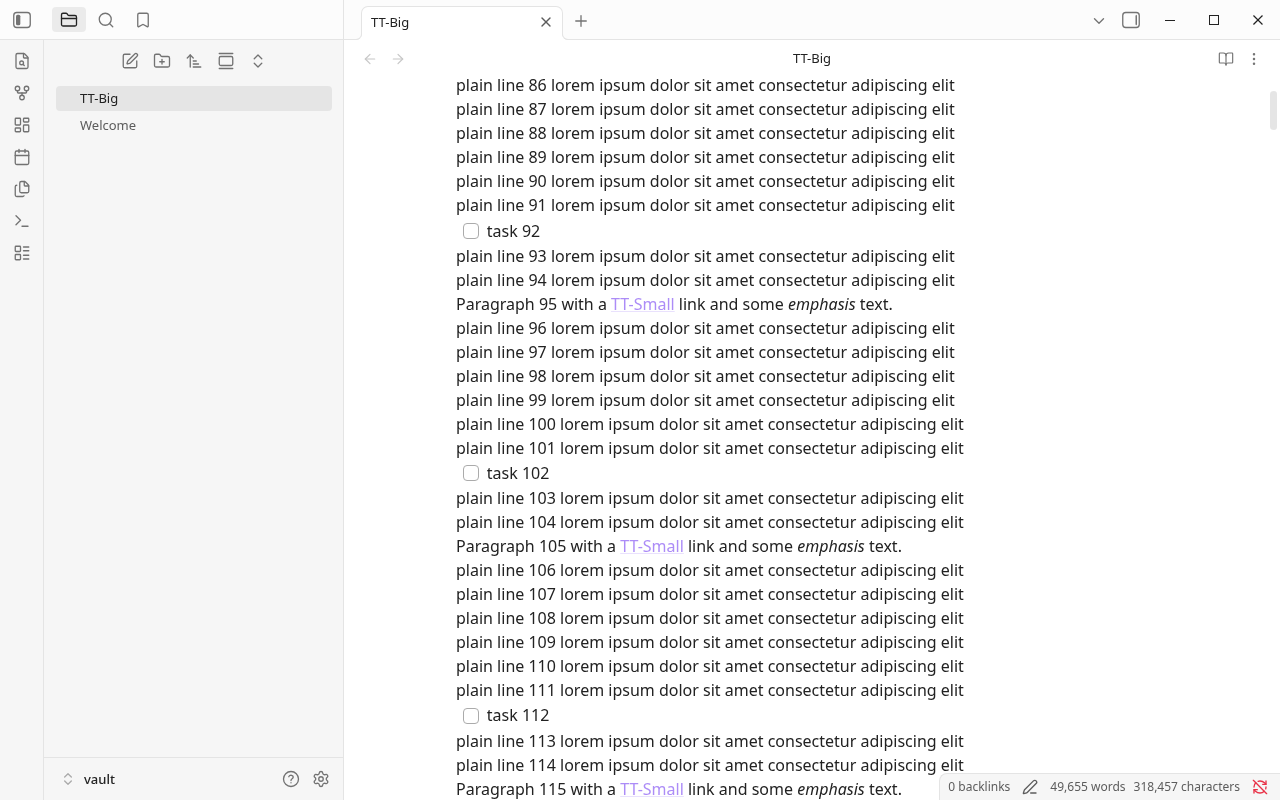 TT-Big
TT-Big
TT-Big
Welcome
plain line 86 lorem ipsum dolor sit amet consectetur adipiscing elit
plain line 87 lorem ipsum dolor sit amet consectetur adipiscing elit
plain line 88 lorem ipsum dolor sit amet consectetur adipiscing elit
plain line 89 lorem ipsum dolor sit amet consectetur adipiscing elit
plain line 90 lorem ipsum dolor sit amet consectetur adipiscing elit
plain line 91 lorem ipsum dolor sit amet consectetur adipiscing elit
task 92
plain line 93 lorem ipsum dolor sit amet consectetur adipiscing elit
plain line 94 lorem ipsum dolor sit amet consectetur adipiscing elit
Paragraph 95 with a TT-Small link and some emphasis text.
plain line 96 lorem ipsum dolor sit amet consectetur adipiscing elit
plain line 97 lorem ipsum dolor sit amet consectetur adipiscing elit
plain line 98 lorem ipsum dolor sit amet consectetur adipiscing elit
plain line 99 lorem ipsum dolor sit amet consectetur adipiscing elit
plain line 100 lorem ipsum dolor sit amet consectetur adipiscing elit
plain line 101 lorem ipsum dolor sit amet consectetur adipiscing elit
task 102
plain line 103 lorem ipsum dolor sit amet consectetur adipiscing elit
plain line 104 lorem ipsum dolor sit amet consectetur adipiscing elit
Paragraph 105 with a TT-Small link and some emphasis text.
plain line 106 lorem ipsum dolor sit amet consectetur adipiscing elit
plain line 107 lorem ipsum dolor sit amet consectetur adipiscing elit
plain line 108 lorem ipsum dolor sit amet consectetur adipiscing elit
plain line 109 lorem ipsum dolor sit amet consectetur adipiscing elit
plain line 110 lorem ipsum dolor sit amet consectetur adipiscing elit
plain line 111 lorem ipsum dolor sit amet consectetur adipiscing elit
task 112
plain line 113 lorem ipsum dolor sit amet consectetur adipiscing elit
plain line 114 lorem ipsum dolor sit amet consectetur adipiscing elit
Paragraph 115 with a TT-Small link and some emphasis text.
vault
0 backlinks 49,655 words 318,457 characters